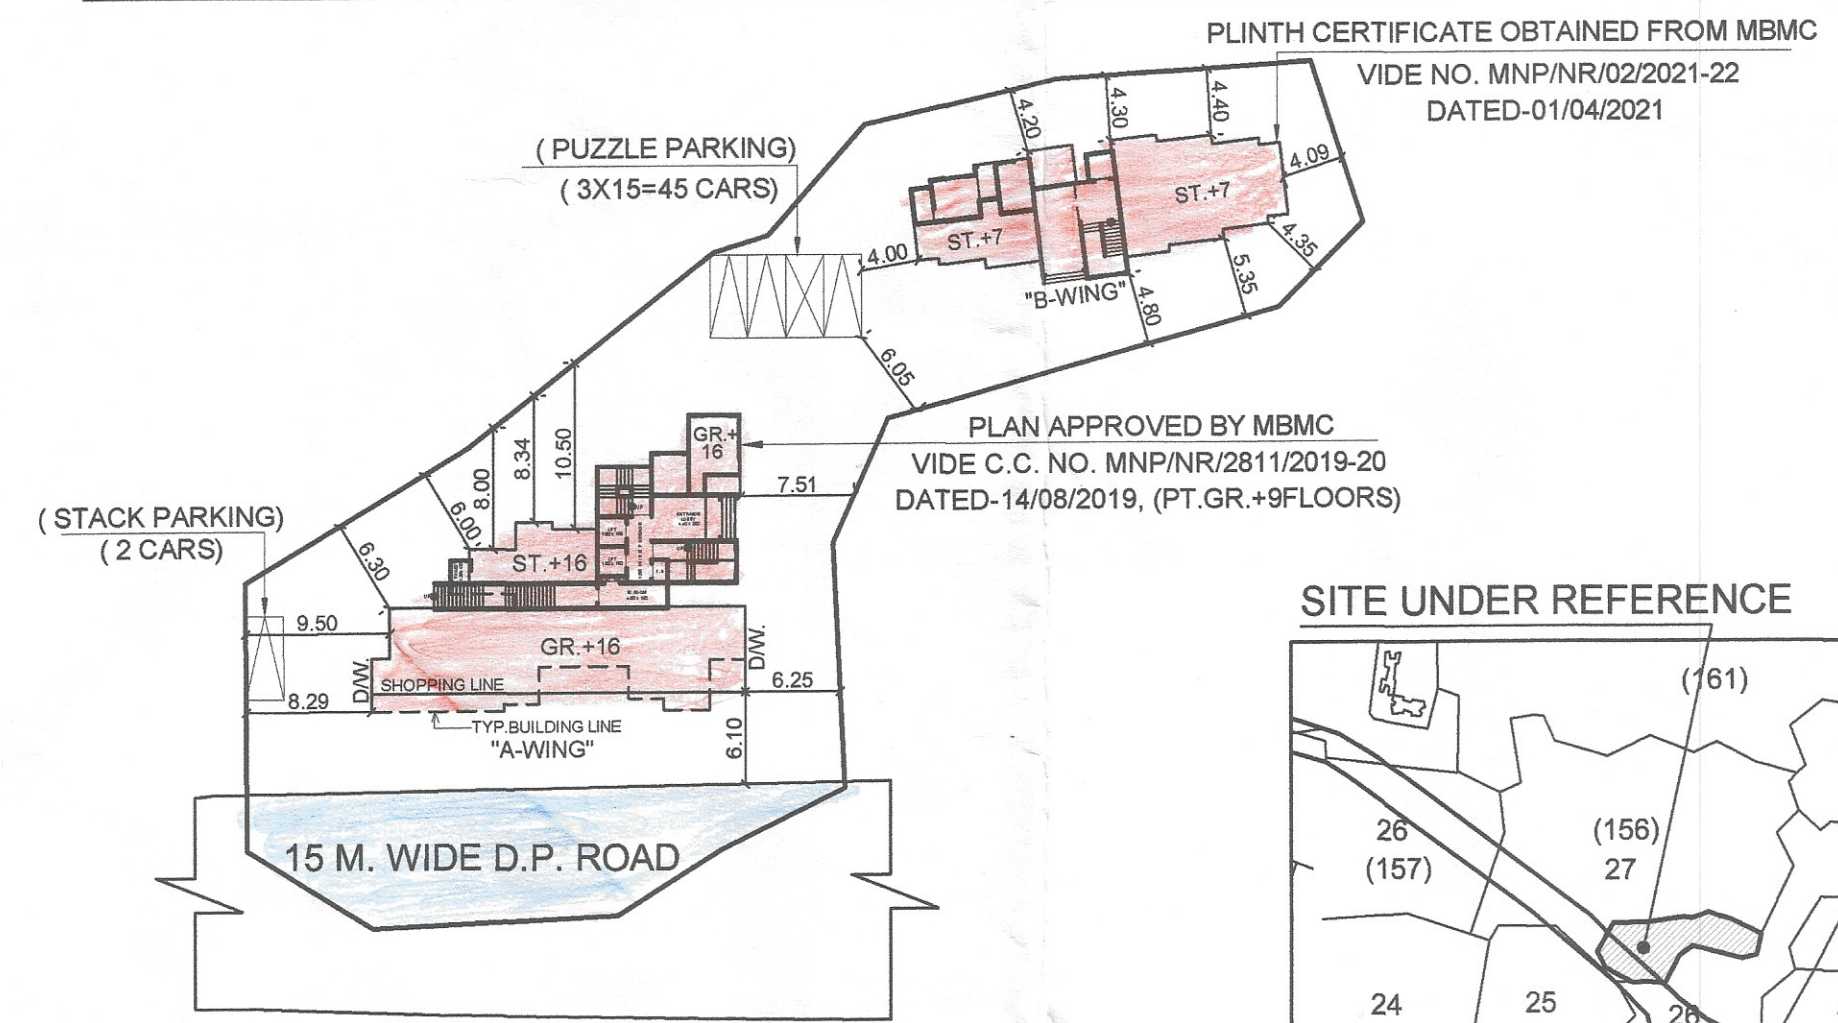 PLINTH CERTIFICATE OBTAINED FROM MBMC
VIDE NO. MNP/NR/02/2021-22
DATED-01/04/2021
( PUZZLE PARKING)
( 3X15=45 CARS)
4.20
4.30
4.40
4.09
ST.+7
ST.+7
4.00
4.35
5.35
"B-WING"
4.80
6.05
PLAN APPROVED BY MBMC
VIDE C.C. NO. MNP/NR/2811/2019-20
DATED-14/08/2019, (PT.GR.+9FLOORS)
GR.+
16
10.50
8.34
8.00
6.00
7.51
( STACK PARKING)
( 2 CARS)
6.30
ST.+16
9.50
GR.+16
D/W.
D/W.
SHOPPING LINE
6.25
8.29
TYP.BUILDING LINE
"A-WING"
6.10
15 M. WIDE D.P. ROAD
SITE UNDER REFERENCE
(161)
26
(157)
(156)
27
24
25
26